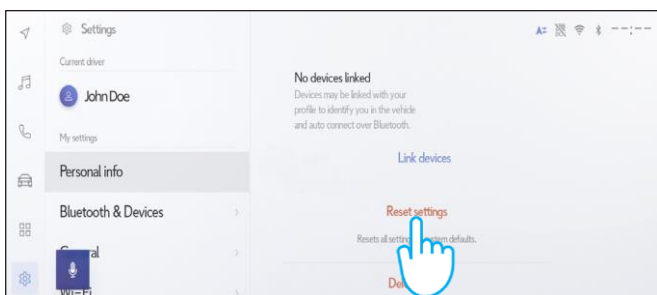 Settings
A
--:--
Current driver
John Doe
My settings
Personal info
Bluetooth & Devices
Wi-Fi
No devices linked
Devices may be linked with your
profile to identify you in the vehicle
and auto connect over Bluetooth.
Link devices
Reset settings
Resets all settings system defaults.